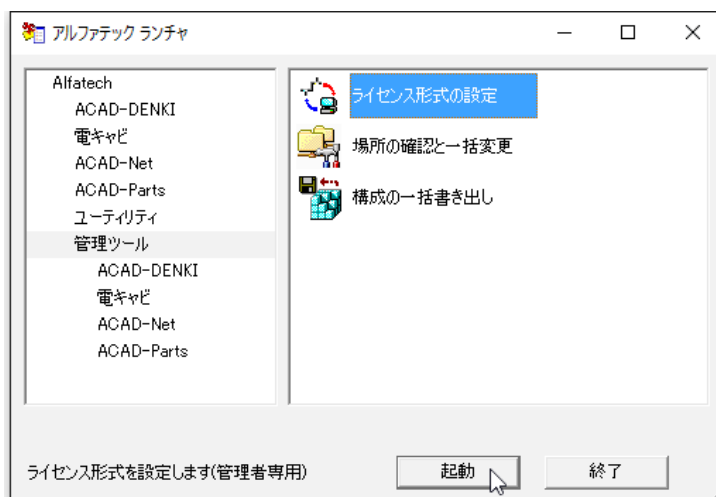 アルファテック ランチャ
Alfatech
ACAD-DENKI
電キャビ
ACAD-Net
ACAD-Parts
ユーティリティ
管理ツール
ACAD-DENKI
電キャビ
ACAD-Net
ACAD-Parts
ライセンス形式の設定
場所の確認と一括変更
構成の一括書き出し
ライセンス形式を設定します(管理者専用)
起動
終了